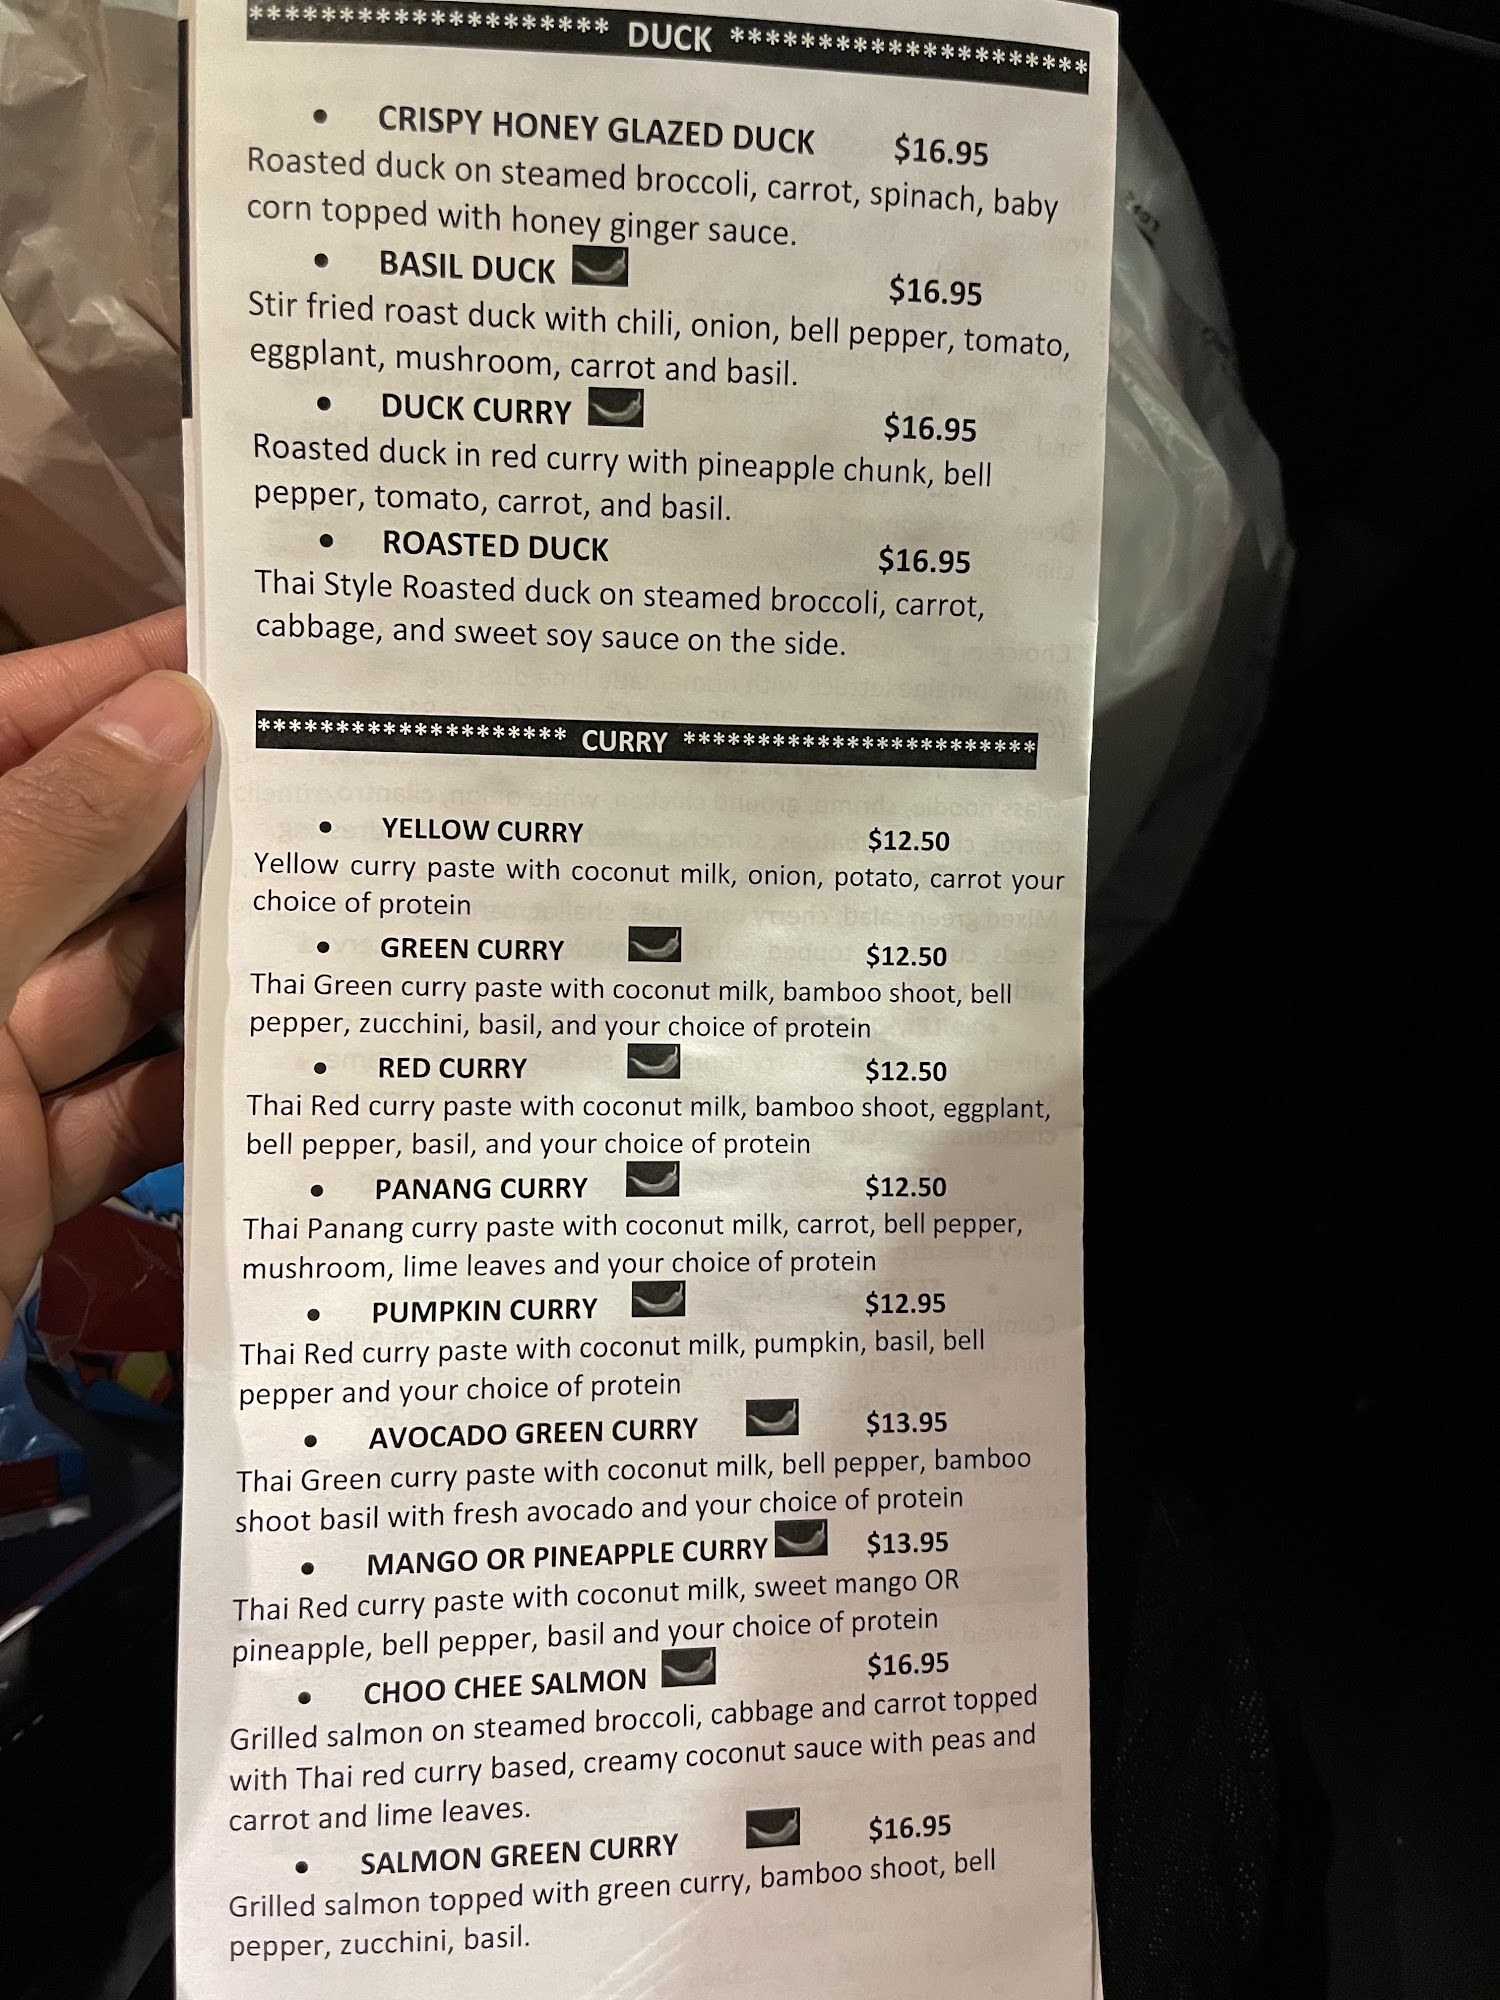 ******************** DUCK ********************
• CRISPY HONEY GLAZED DUCK $16.95
Roasted duck on steamed broccoli, carrot, spinach, baby
corn topped with honey ginger sauce.
• BASIL DUCK $16.95
Stir fried roast duck with chili, onion, bell pepper, tomato,
eggplant, mushroom, carrot and basil.
• DUCK CURRY $16.95
Roasted duck in red curry with pineapple chunk, bell
pepper, tomato, carrot, and basil.
• ROASTED DUCK $16.95
Thai Style Roasted duck on steamed broccoli, carrot,
cabbage, and sweet soy sauce on the side.
******************** CURRY ************************
• YELLOW CURRY $12.50
Yellow curry paste with coconut milk, onion, potato, carrot your
choice of protein
• GREEN CURRY $12.50
Thai Green curry paste with coconut milk, bamboo shoot, bell
pepper, zucchini, basil, and your choice of protein
• RED CURRY $12.50
Thai Red curry paste with coconut milk, bamboo shoot, eggplant,
bell pepper, basil, and your choice of protein
• PANANG CURRY $12.50
Thai Panang curry paste with coconut milk, carrot, bell pepper,
mushroom, lime leaves and your choice of protein
• PUMPKIN CURRY $12.95
Thai Red curry paste with coconut milk, pumpkin, basil, bell
pepper and your choice of protein
• AVOCADO GREEN CURRY $13.95
Thai Green curry paste with coconut milk, bell pepper, bamboo
shoot basil with fresh avocado and your choice of protein
• MANGO OR PINEAPPLE CURRY $13.95
Thai Red curry paste with coconut milk, sweet mango OR
pineapple, bell pepper, basil and your choice of protein
• CHOO CHEE SALMON $16.95
Grilled salmon on steamed broccoli, cabbage and carrot topped
with Thai red curry based, creamy coconut sauce with peas and
carrot and lime leaves.
• SALMON GREEN CURRY $16.95
Grilled salmon topped with green curry, bamboo shoot, bell
pepper, zucchini, basil.